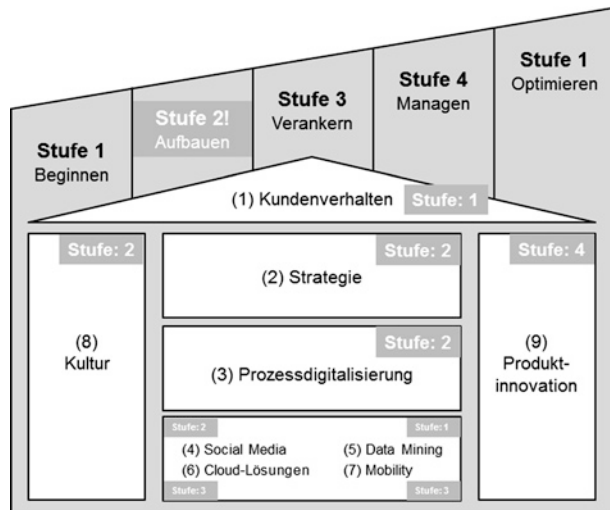 Stufe 1
Beginnen
Stufe 2!
Aufbauen
Stufe 3
Verankern
Stufe 4
Managen
Stufe 1
Optimieren
(1) Kundenverhalten Stufe: 1
Stufe: 2
(8)
Kultur
Stufe: 2
(2) Strategie
Stufe: 2
(3) Prozessdigitalisierung
Stufe: 2 Stufe: 1
(4) Social Media (5) Data Mining
(6) Cloud-Lösungen (7) Mobility
Stufe: 3 Stufe: 3
Stufe: 4
(9)
Produkt-
innovation